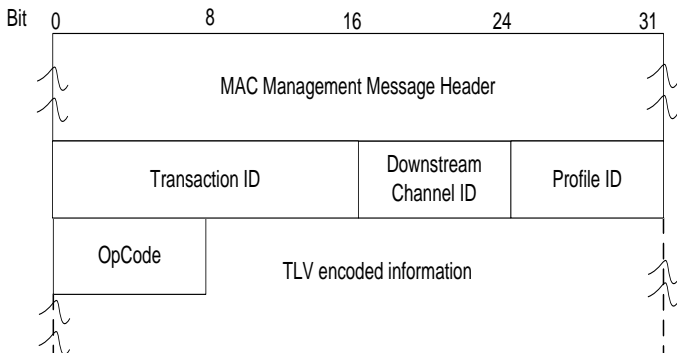 Bit 0 8 16 24 31
MAC Management Message Header
Transaction ID
Downstream
Channel ID
Profile ID
OpCode
TLV encoded information